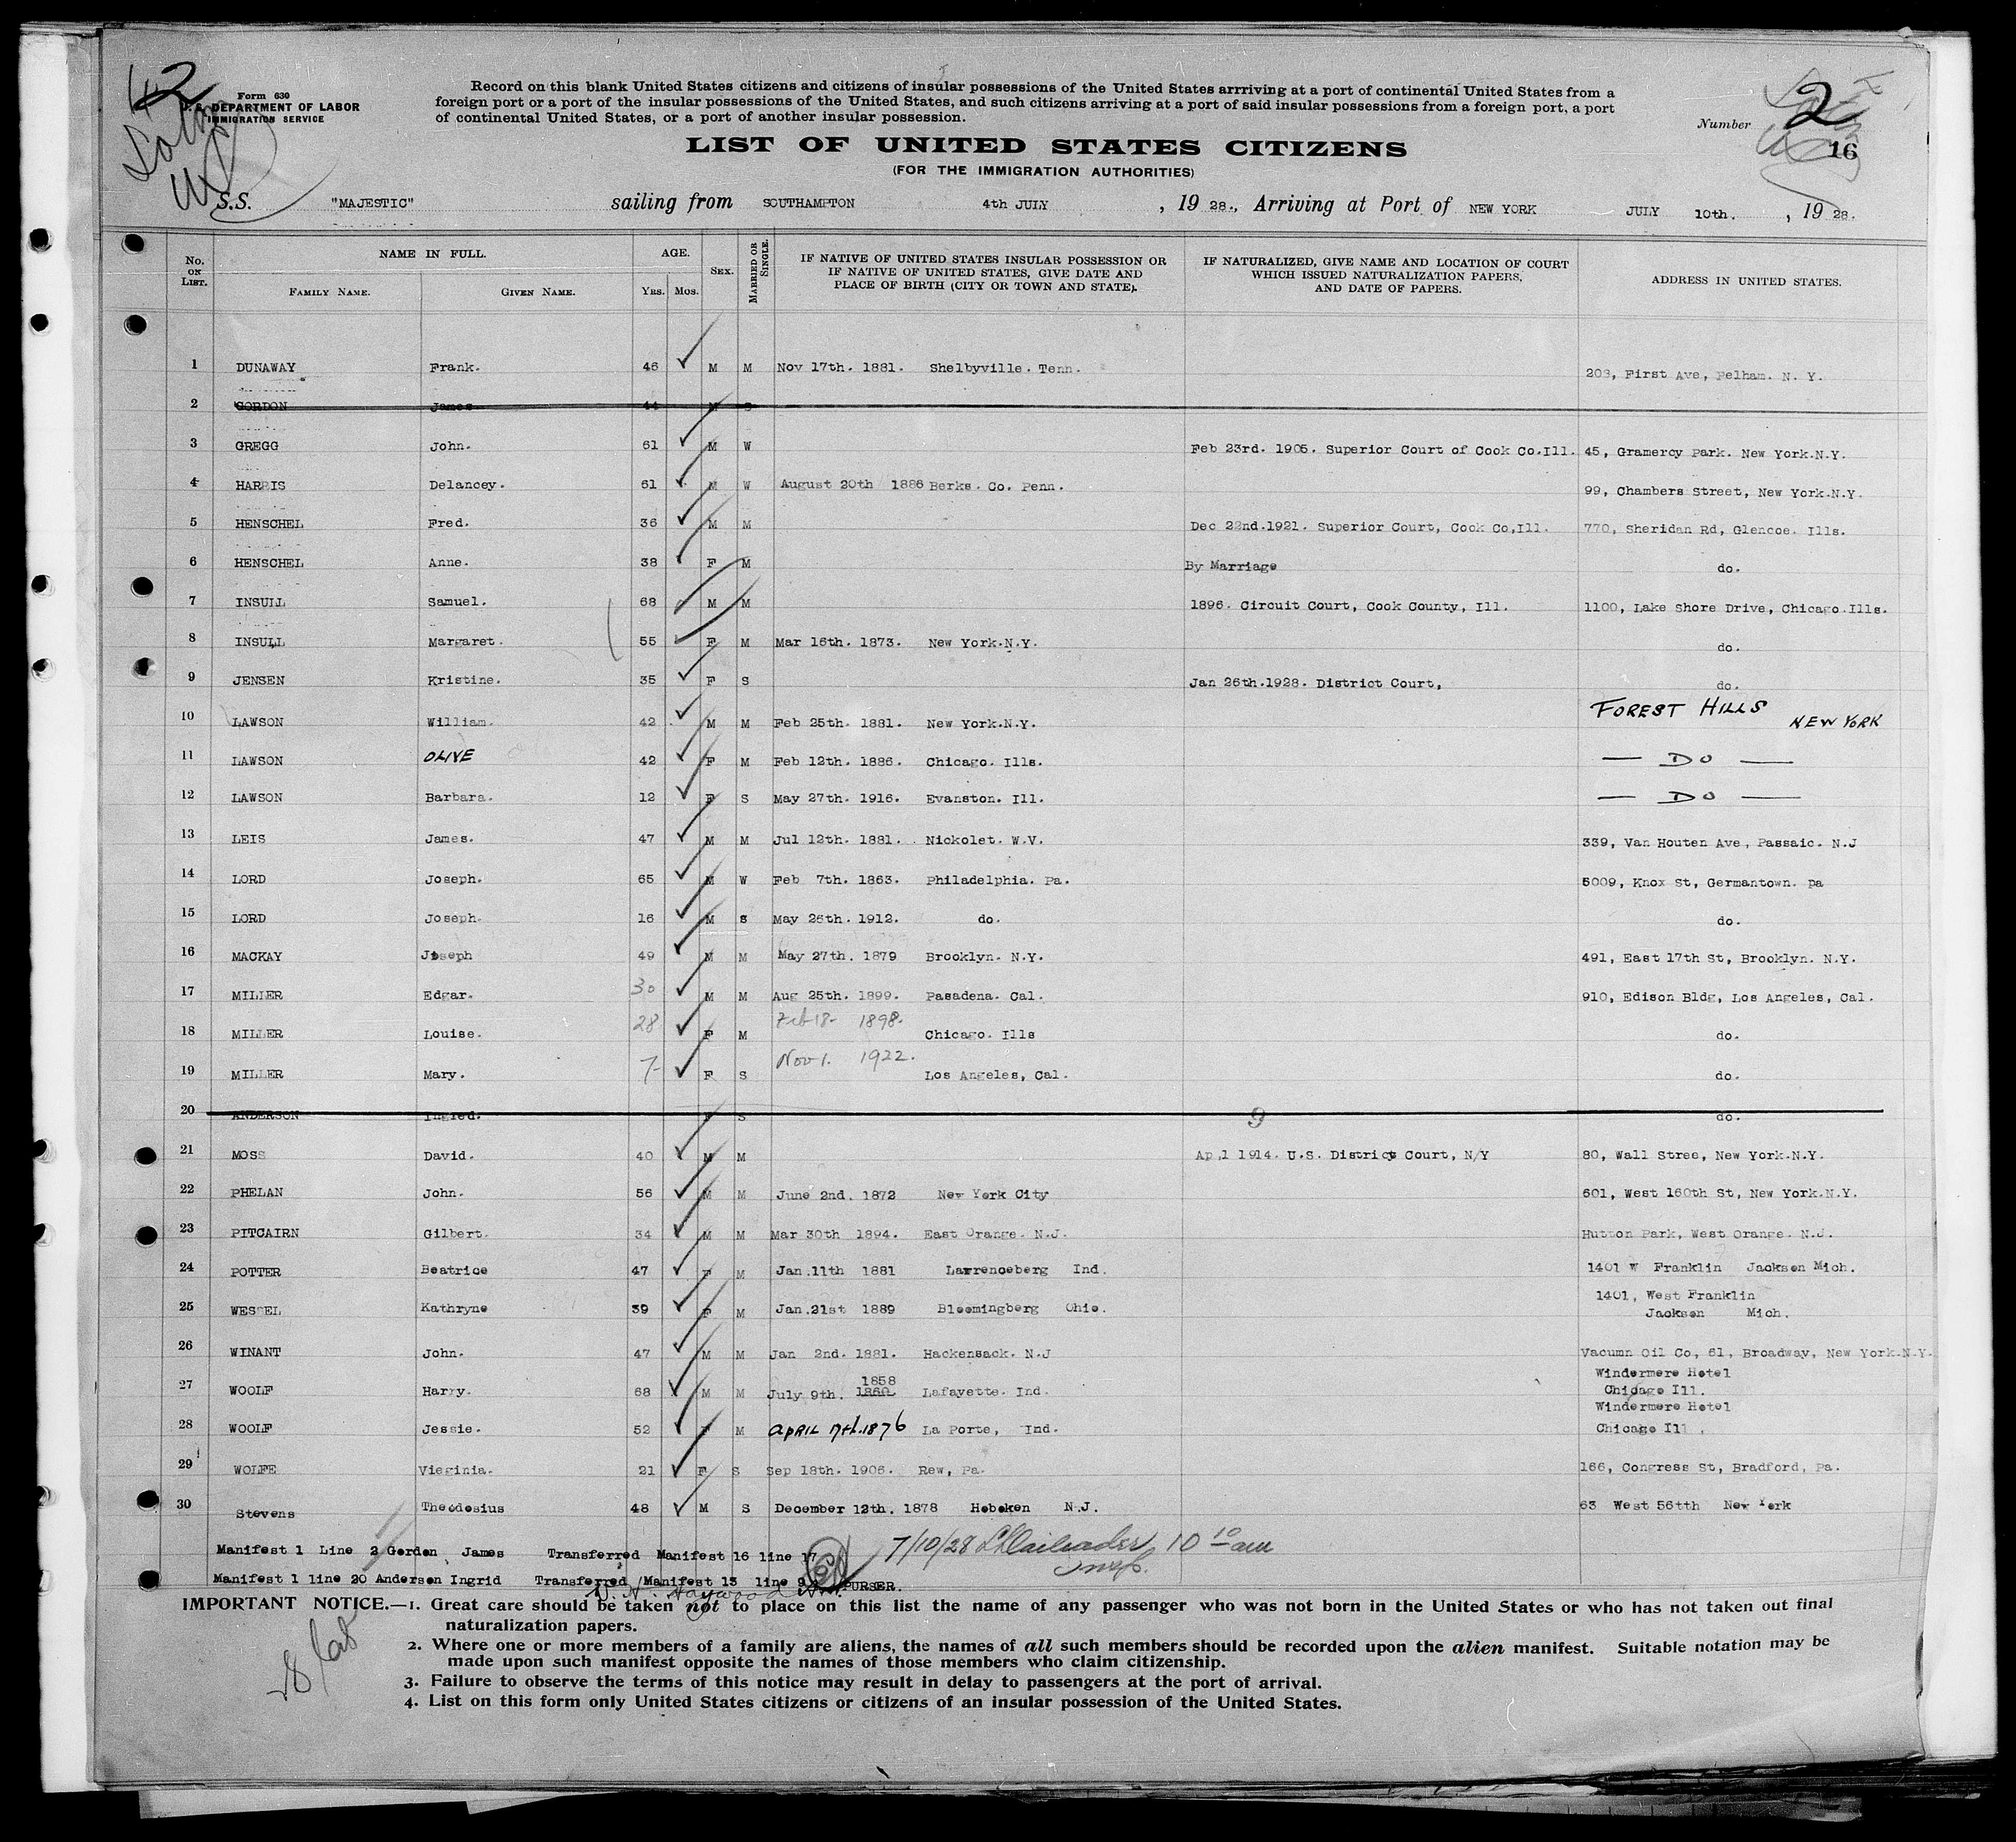 42
Form 630
U.S. DEPARTMENT OF LABOR
IMMIGRATION SERVICE
Record on this blank United States citizens and citizens of insular possessions of the United States arrriving at a port of continental United States from a
foreign port or a port of the insular possessions of the United States, and such citizens arriving at a port of said insular possessions from a foreign port, a port
of continental United States, or a port of another insular possession.
LIST OF UNITED STATES CITIZENS
(FOR THE IMMIGRATION AUTHORITIES)
Number 2
16
S.S. "MAJESTIC" sailing from SOUTHAMPTON 4th JULY, 1928., Arriving at Port of NEW YORK JULY 10th., 1928.
No. ON LIST. NAME IN FULL. FAMILY NAME. GIVEN NAME. AGE. YRS. MOS. SEX. MARRIED OR SINGLE. IF NATIVE OF UNITED STATES INSULAR POSSESSION OR IF NATIVE OF UNITED STATES, GIVE DATE AND PLACE OF BIRTH (CITY OR TOWN AND STATE). IF NATURALIZED, GIVE NAME AND LOCATION OF COURT WHICH ISSUED NATURALIZATION PAPERS, AND DATE OF PAPERS. ADDRESS IN UNITED STATES.
1 DUNAWAY Frank. 46 M M Nov 17th. 1881. Shelbyville. Tenn. 203, First Ave, Pelham. N. Y.
2 GORDON James 44 M S
3 GREGG John. 61 M W Feb 23rd. 1905. Superior Court of Cook Co.Ill. 45, Gramercy Park. New York.N.Y.
4 HARRIS Delancey. 61 M W August 20th 1886 Berks. Co. Penn. 99, Chambers Street, New York.N.Y.
5 HENSCHEL Fred. 36 M M Dec 22nd.1921. Superior Court, Cook Co,Ill. 770, Sheridan Rd, Glencoe. Ills.
6 HENSCHEL Anne. 38 F M By Marriage do.
7 INSULL Samuel. 68 M M 1896. Circuit Court, Cook County, Ill. 1100, Lake Shore Drive, Chicago.Ills.
8 INSULL Margaret. 55 F M Mar 16th. 1873. New York.N.Y. do.
9 JENSEN Kristine. 35 F S Jan 26th.1928. District Court, do.
10 LAWSON William. 42 M M Feb 25th. 1881. New York.N.Y. FOREST HILLS NEW YORK
11 LAWSON OLIVE 42 F M Feb 12th. 1886. Chicago. Ills. — DO —
12 LAWSON Barbara. 12 F S May 27th. 1916. Evanston. Ill. — DO —
13 LEIS James. 47 M M Jul 12th. 1881. Nickolet. W.V. 339, Van Houten Ave, Passaic. N.J
14 LORD Joseph. 65 M W Feb 7th. 1863. Philadelphia. Pa. 5009, Knox St, Germantown. pa
15 LORD Joseph. 16 M S May 26th. 1912. do. do.
16 MACKAY Joseph 49 M M May 27th. 1879 Brooklyn. N.Y. 491, East 17th St, Brooklyn. N.Y.
17 MILLER Edgar. 30 M M Aug 25th. 1899. Pasadena. Cal. 910, Edison Bldg, Los Angeles, Cal.
18 MILLER Louise. 28 F M Feb 18- 1898. Chicago. Ills do.
19 MILLER Mary. 7- F S Nov 1. 1922. Los Angeles, Cal. do.
20 ANDERSON Ingred. F S 9 do.
21 MOSS David. 40 M M Ap,1 1914. U.S. District Court, N/Y 80, Wall Stree, New York.N.Y.
22 PHELAN John. 56 M M June 2nd. 1872 New York City 601, West 160th St, New York.N.Y.
23 PITCAIRN Gilbert. 34 M M Mar 30th 1894. East Orange. N.J. Hutton Park, West Orange. N.J.
24 POTTER Beatrice 47 F M Jan.11th 1881 Lawrenceberg Ind. 1401 W Franklin Jackson Mich.
25 WESSEL Kathryne 39 F M Jan.21st 1889 Bloomingberg Ohio. 1401, West Franklin Jackson Mich.
26 WINANT John. 47 M M Jan 2nd. 1881. Hackensack. N.J Vacumn Oil Co, 61, Broadway, New York.N.Y.
27 WOOLF Harry. 68 M M July 9th. 1860. 1858 Lafayette. Ind. Windermere Hotel Chicago Ill.
28 WOOLF Jessie. 52 F M APRIL 17th.1876 La Porte, Ind. Windermere Hotel Chicago Ill.
29 WOLFE Vieginia. 21 F S Sep 18th. 1906. Rew, Pa. 166, Congress St, Bradford, Pa.
30 Stevens Theodosius 48 M S December 12th. 1878 Hoboken N.J. 63 West 56tth New York
Manifest 1 Line 2 Gordon James Transferred Manifest 16 line 17
7/10/28 10 10 am
Insp.
Manifest 1 line 20 Andersen Ingrid Transferred Manifest 13 line 9
Haywood PURSER.
IMPORTANT NOTICE.—1. Great care should be taken not to place on this list the name of any passenger who was not born in the United States or who has not taken out final
naturalization papers.
2. Where one or more members of a family are aliens, the names of all such members should be recorded upon the alien manifest. Suitable notation may be
made upon such manifest opposite the names of those members who claim citizenship.
3. Failure to observe the terms of this notice may result in delay to passengers at the port of arrival.
4. List on this form only United States citizens or citizens of an insular possession of the United States.